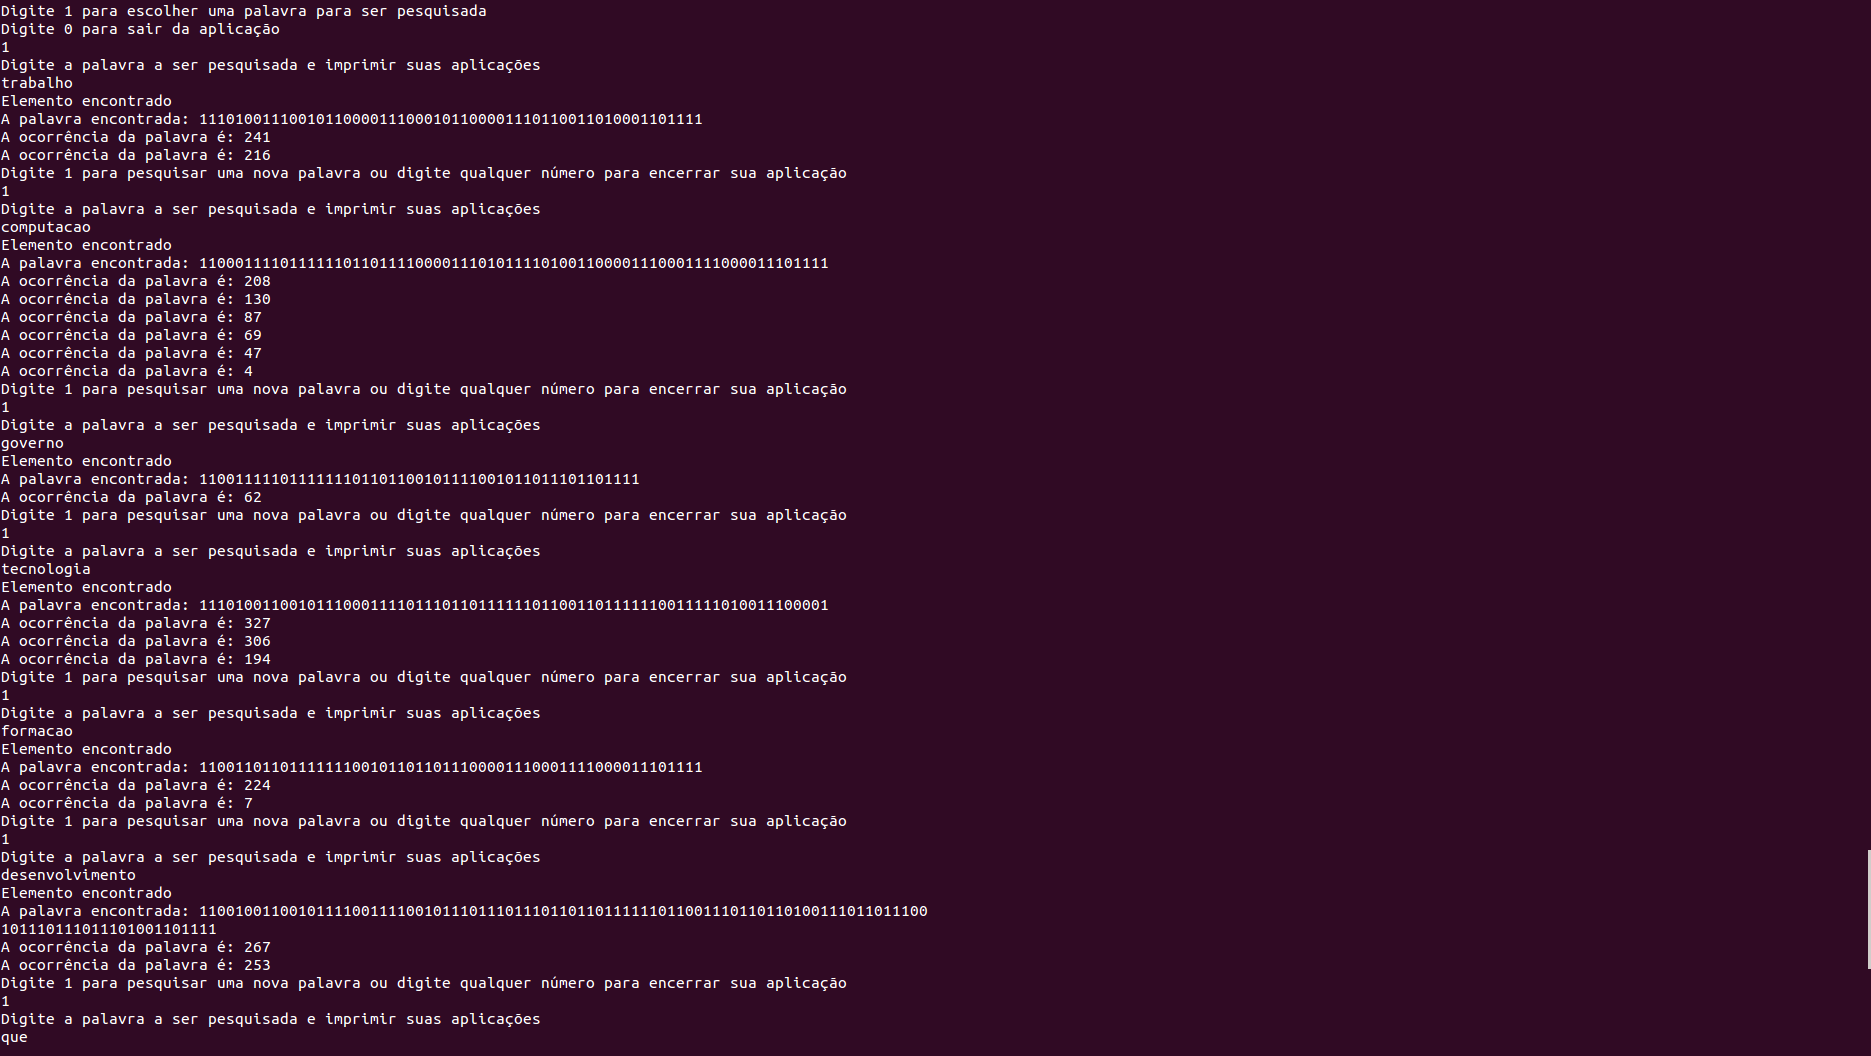 Digite 1 para escolher uma palavra para ser pesquisada
Digite 0 para sair da aplicação
1
Digite a palavra a ser pesquisada e imprimir suas aplicações
trabalho
Elemento encontrado
A palavra encontrada: 11101001110010110000111000101100001110110011010001101111
A ocorrência da palavra é: 241
A ocorrência da palavra é: 216
Digite 1 para pesquisar uma nova palavra ou digite qualquer número para encerrar sua aplicação
1
Digite a palavra a ser pesquisada e imprimir suas aplicações
computacao
Elemento encontrado
A palavra encontrada: 1100011110111111011011110000111010111101001100001110001111000011101111
A ocorrência da palavra é: 208
A ocorrência da palavra é: 130
A ocorrência da palavra é: 87
A ocorrência da palavra é: 69
A ocorrência da palavra é: 47
A ocorrência da palavra é: 4
Digite 1 para pesquisar uma nova palavra ou digite qualquer número para encerrar sua aplicação
1
Digite a palavra a ser pesquisada e imprimir suas aplicações
governo
Elemento encontrado
A palavra encontrada: 1100111110111111101101100101111001011011101101111
A ocorrência da palavra é: 62
Digite 1 para pesquisar uma nova palavra ou digite qualquer número para encerrar sua aplicação
1
Digite a palavra a ser pesquisada e imprimir suas aplicações
tecnologia
Elemento encontrado
A palavra encontrada: 1110100110010111000111101110110111111011001101111110011111010011100001
A ocorrência da palavra é: 327
A ocorrência da palavra é: 306
A ocorrência da palavra é: 194
Digite 1 para pesquisar uma nova palavra ou digite qualquer número para encerrar sua aplicação
1
Digite a palavra a ser pesquisada e imprimir suas aplicações
formacao
Elemento encontrado
A palavra encontrada: 11001101101111111001011011011100001110001111000011101111
A ocorrência da palavra é: 224
A ocorrência da palavra é: 7
Digite 1 para pesquisar uma nova palavra ou digite qualquer número para encerrar sua aplicação
1
Digite a palavra a ser pesquisada e imprimir suas aplicações
desenvolvimento
Elemento encontrado
A palavra encontrada: 110010011001011110011110010111011101110110110111111011001110110110100111011011100
101110111011101001101111
A ocorrência da palavra é: 267
A ocorrência da palavra é: 253
Digite 1 para pesquisar uma nova palavra ou digite qualquer número para encerrar sua aplicação
1
Digite a palavra a ser pesquisada e imprimir suas aplicações
que